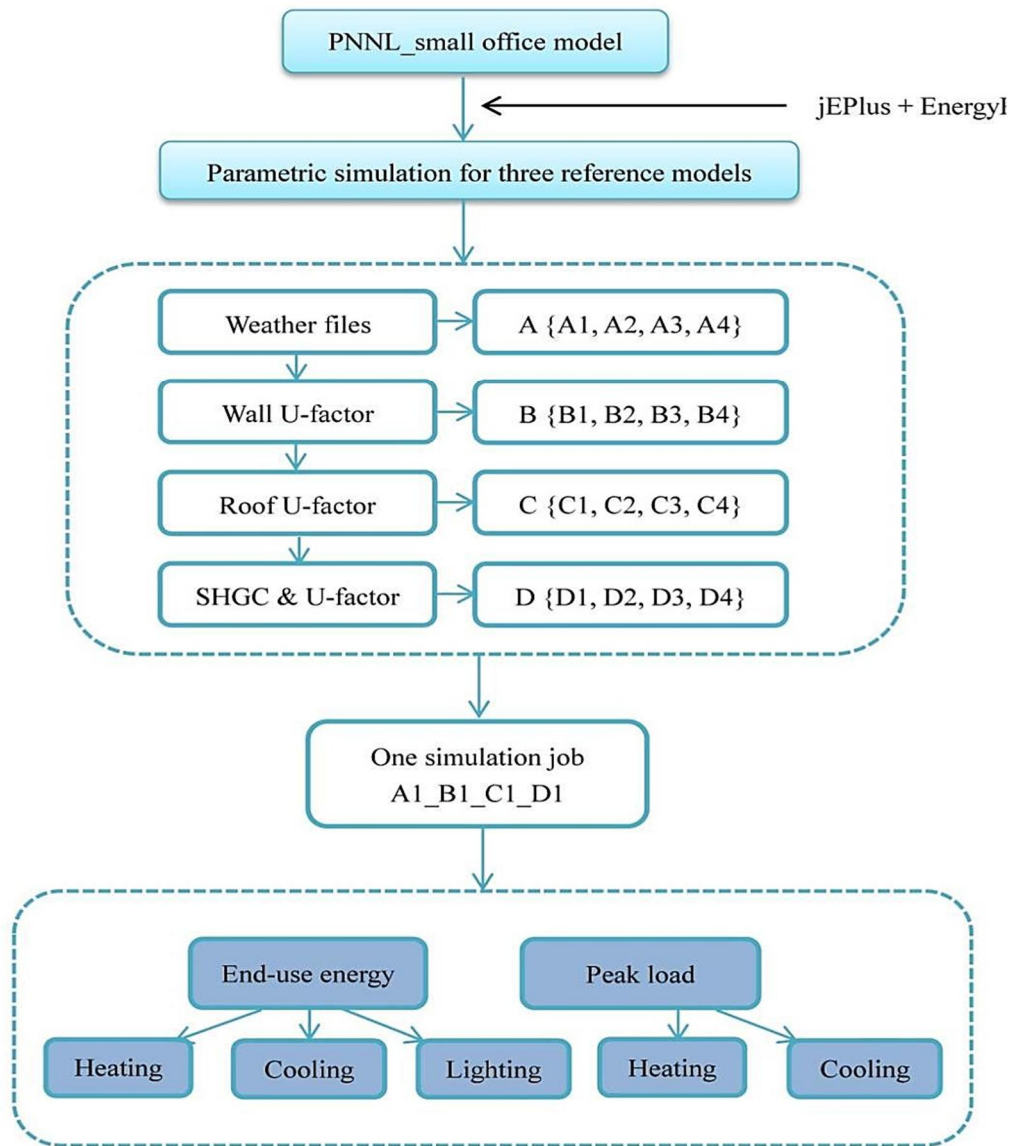 PNNL_small office model
jEPlus + Energy
Parametric simulation for three reference models
Weather files
A {A1, A2, A3, A4}
Wall U-factor
B {B1, B2, B3, B4}
Roof U-factor
C {C1, C2, C3, C4}
SHGC & U-factor
D {D1, D2, D3, D4}
One simulation job
A1_B1_C1_D1
End-use energy
Peak load
Heating
Cooling
Lighting
Heating
Cooling